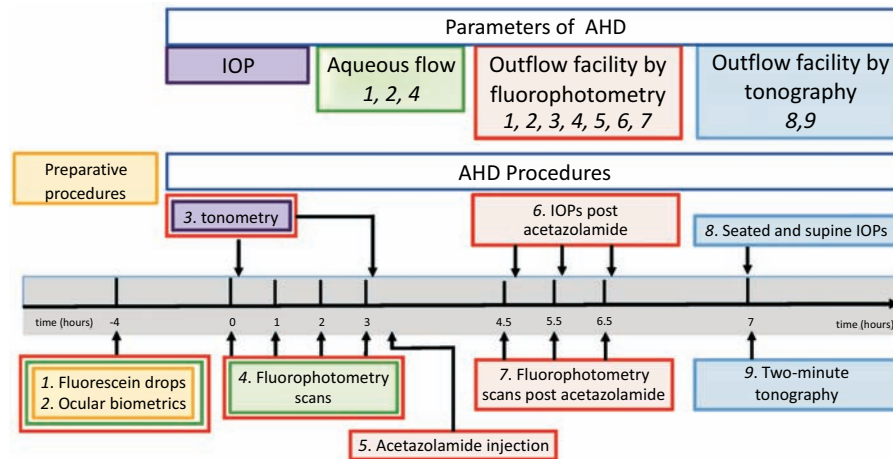 Parameters of AHD
IOP
Aqueous flow
1, 2, 4
Outflow facility by
fluorophotometry
1, 2, 3, 4, 5, 6, 7
Outflow facility by
tonography
8,9
Preparative
procedures
AHD Procedures
3. tonometry
6. IOPs post
acetazolamide
8. Seated and supine IOPs
time (hours) -4 0 1 2 3 4.5 5.5 6.5 7 time (hours)
1. Fluorescein drops
2. Ocular biometrics
4. Fluorophotometry
scans
7. Fluorophotometry
scans post acetazolamide
9. Two-minute
tonography
5. Acetazolamide injection